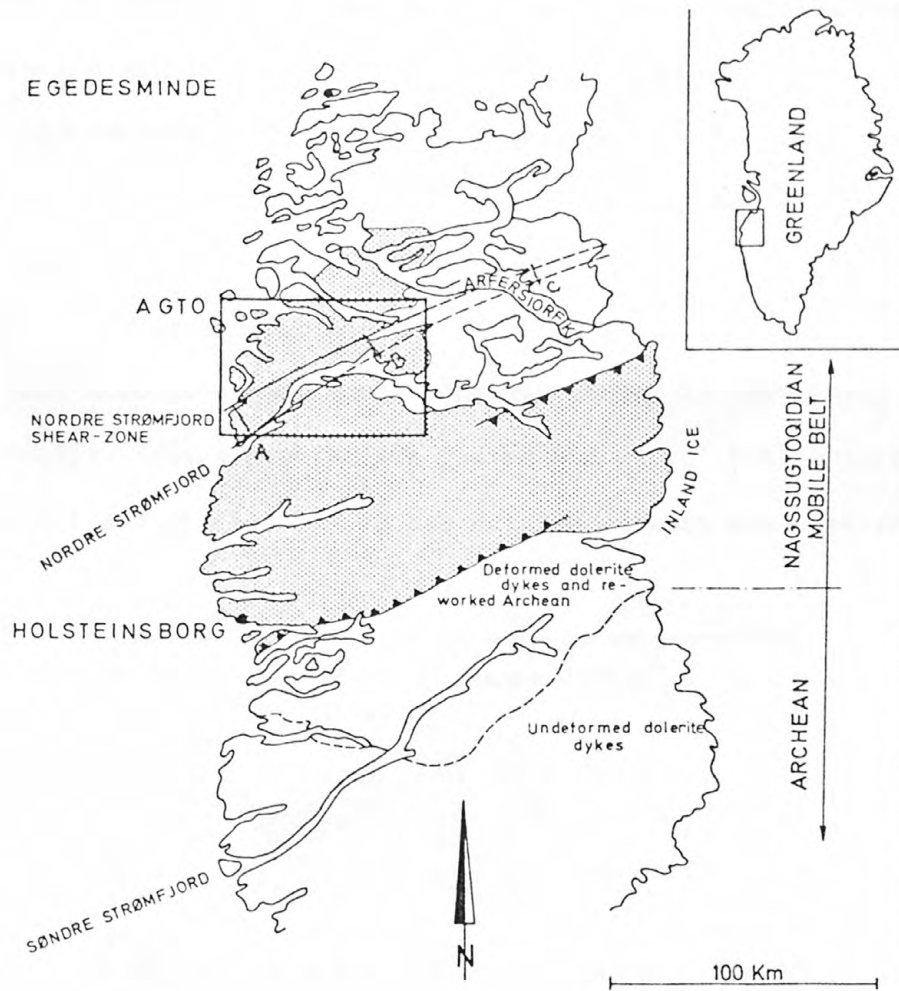 EGEDESMINDE
GREENLAND
AGTO
ARFERSIORFIK
C
NORDRE STRØMFJORD
SHEAR-ZONE
A
NORDRE STRØMFJORD
INLAND ICE
NAGSSUGTOQIDIAN
MOBILE BELT
Deformed dolerite
dykes and re-
worked Archean
HOLSTEINSBORG
ARCHEAN
Undeformed dolerite
dykes
SØNDRE STRØMFJORD
N
100 Km